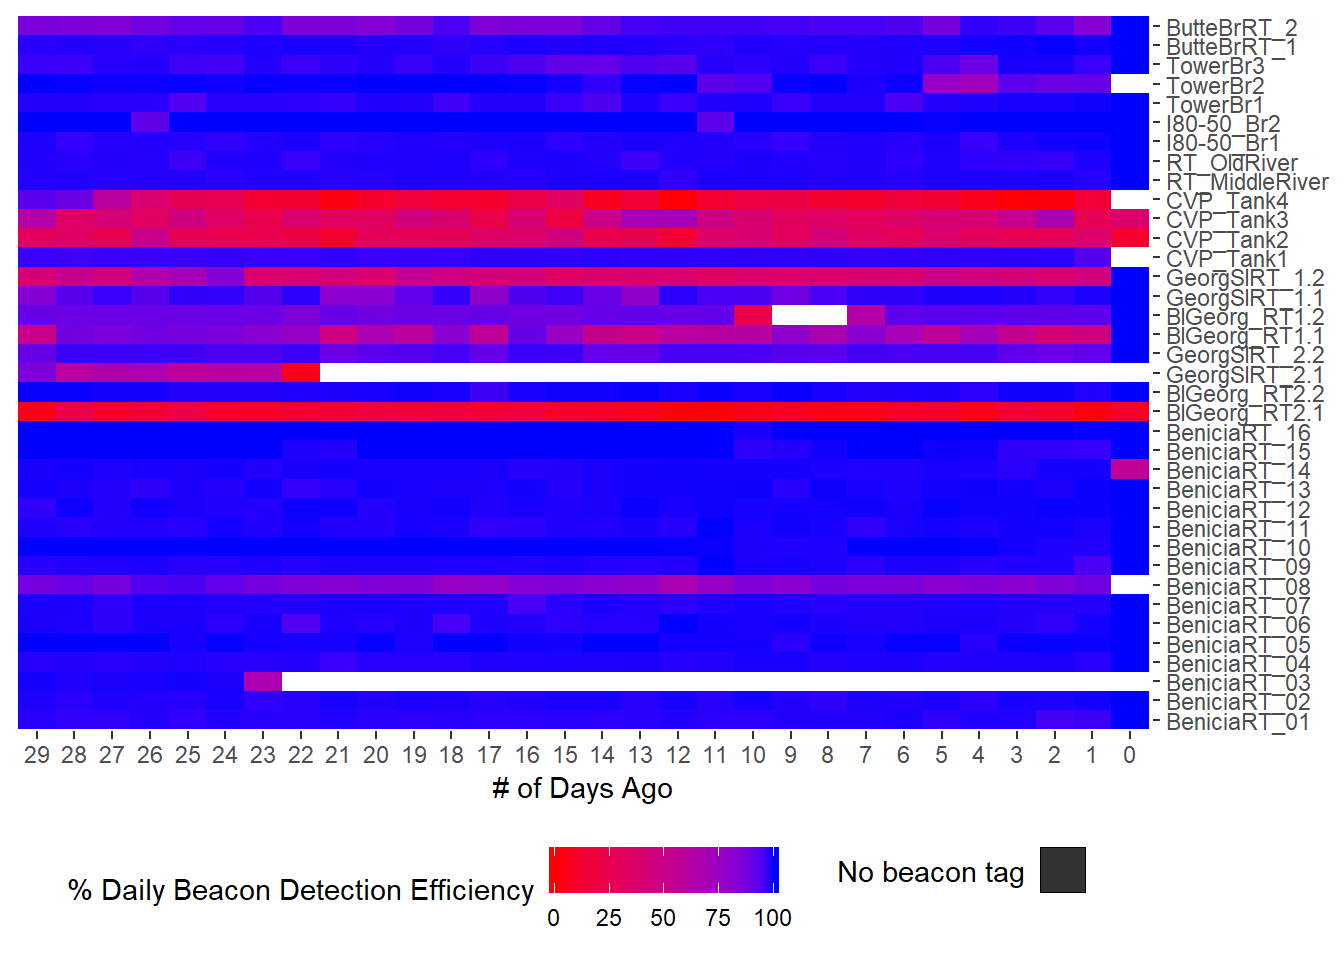 ButteBrRT_2
ButteBrRT_1
TowerBr3
TowerBr2
TowerBr1
I80-50_Br2
I80-50_Br1
RT_OldRiver
RT_MiddleRiver
CVP_Tank4
CVP_Tank3
CVP_Tank2
CVP_Tank1
GeorgSlRT_1.2
GeorgSlRT_1.1
BlGeorg_RT1.2
BlGeorg_RT1.1
GeorgSlRT_2.2
GeorgSlRT_2.1
BlGeorg_RT2.2
BlGeorg_RT2.1
BeniciaRT_16
BeniciaRT_15
BeniciaRT_14
BeniciaRT_13
BeniciaRT_12
BeniciaRT_11
BeniciaRT_10
BeniciaRT_09
BeniciaRT_08
BeniciaRT_07
BeniciaRT_06
BeniciaRT_05
BeniciaRT_04
BeniciaRT_03
BeniciaRT_02
BeniciaRT_01
29 28 27 26 25 24 23 22 21 20 19 18 17 16 15 14 13 12 11 10 9 8 7 6 5 4 3 2 1 0
# of Days Ago
% Daily Beacon Detection Efficiency
0 25 50 75 100
No beacon tag